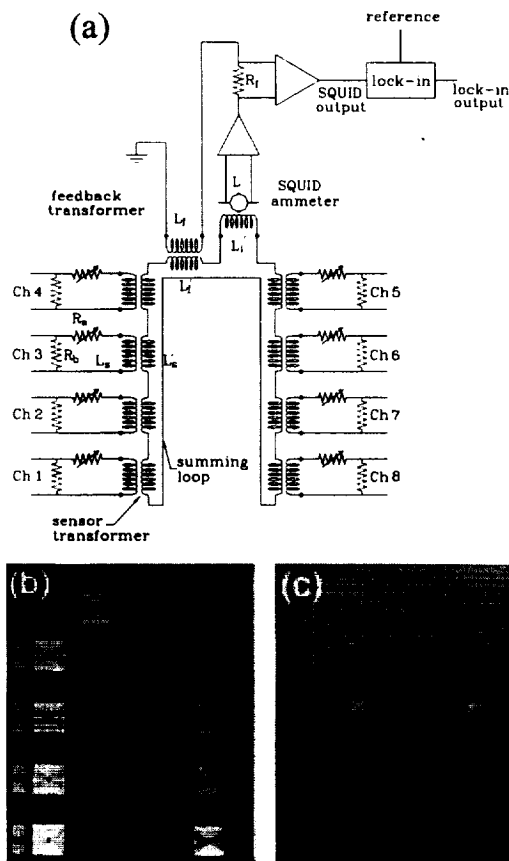 (a)
reference
R_f
lock-in
SQUID
output
lock-in
output
L
SQUID
ammeter
feedback
transformer
L_f
L_i'
L_f'
Ch 4
Ch 5
R_a
Ch 3
R_b
L_s
L_s'
Ch 6
Ch 2
Ch 7
Ch 1
summing
loop
Ch 8
sensor
transformer
(b)
(c)